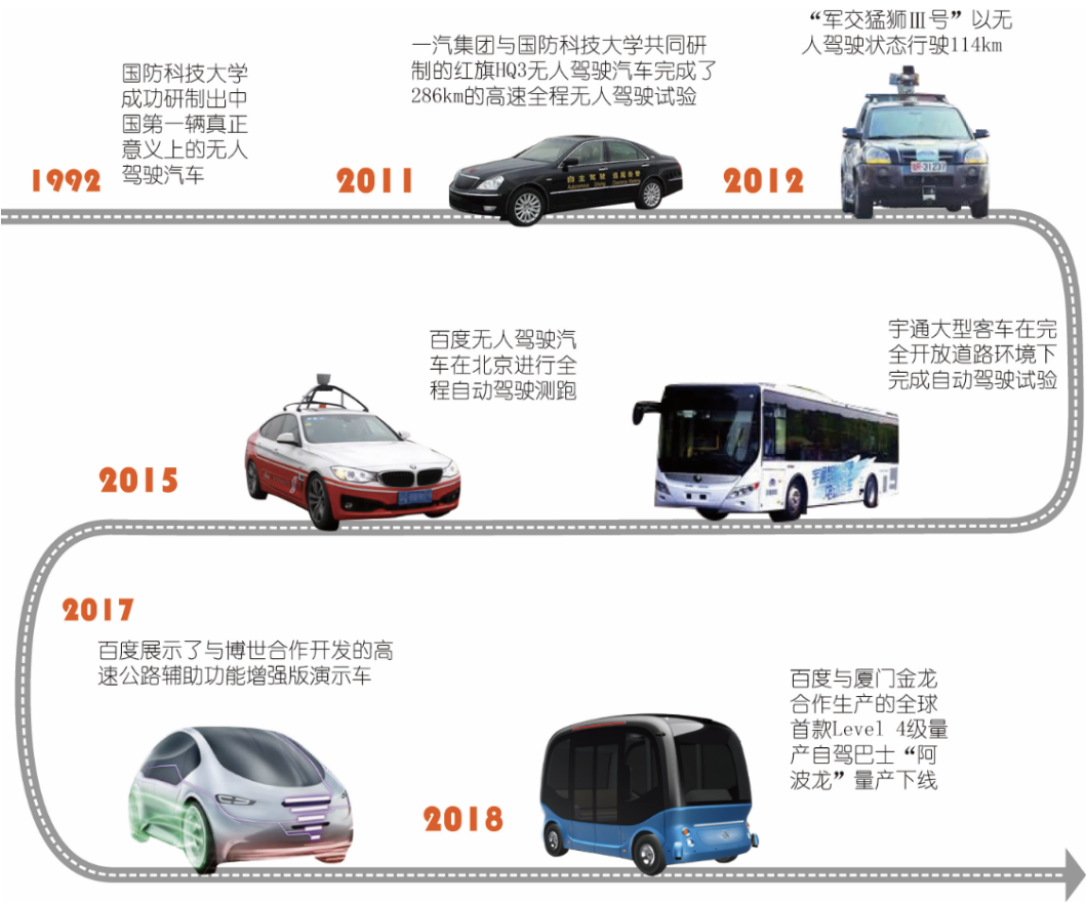 1992
国防科技大学
成功研制出中
国第一辆真正
意义上的无人
驾驶汽车
2011
一汽集团与国防科技大学共同研
制的红旗HQ3无人驾驶汽车完成了
286km的高速全程无人驾驶试验
自主驾驶
2012
“军交猛狮Ⅲ号”以无
人驾驶状态行驶114km
2015
百度无人驾驶汽
车在北京进行全
程自动驾驶测跑
宇通大型客车在完
全开放道路环境下
完成自动驾驶试验
2017
百度展示了与博世合作开发的高
速公路辅助功能增强版演示车
2018
百度与厦门金龙
合作生产的全球
首款Level 4级量
产自驾巴士“阿
波龙”量产下线